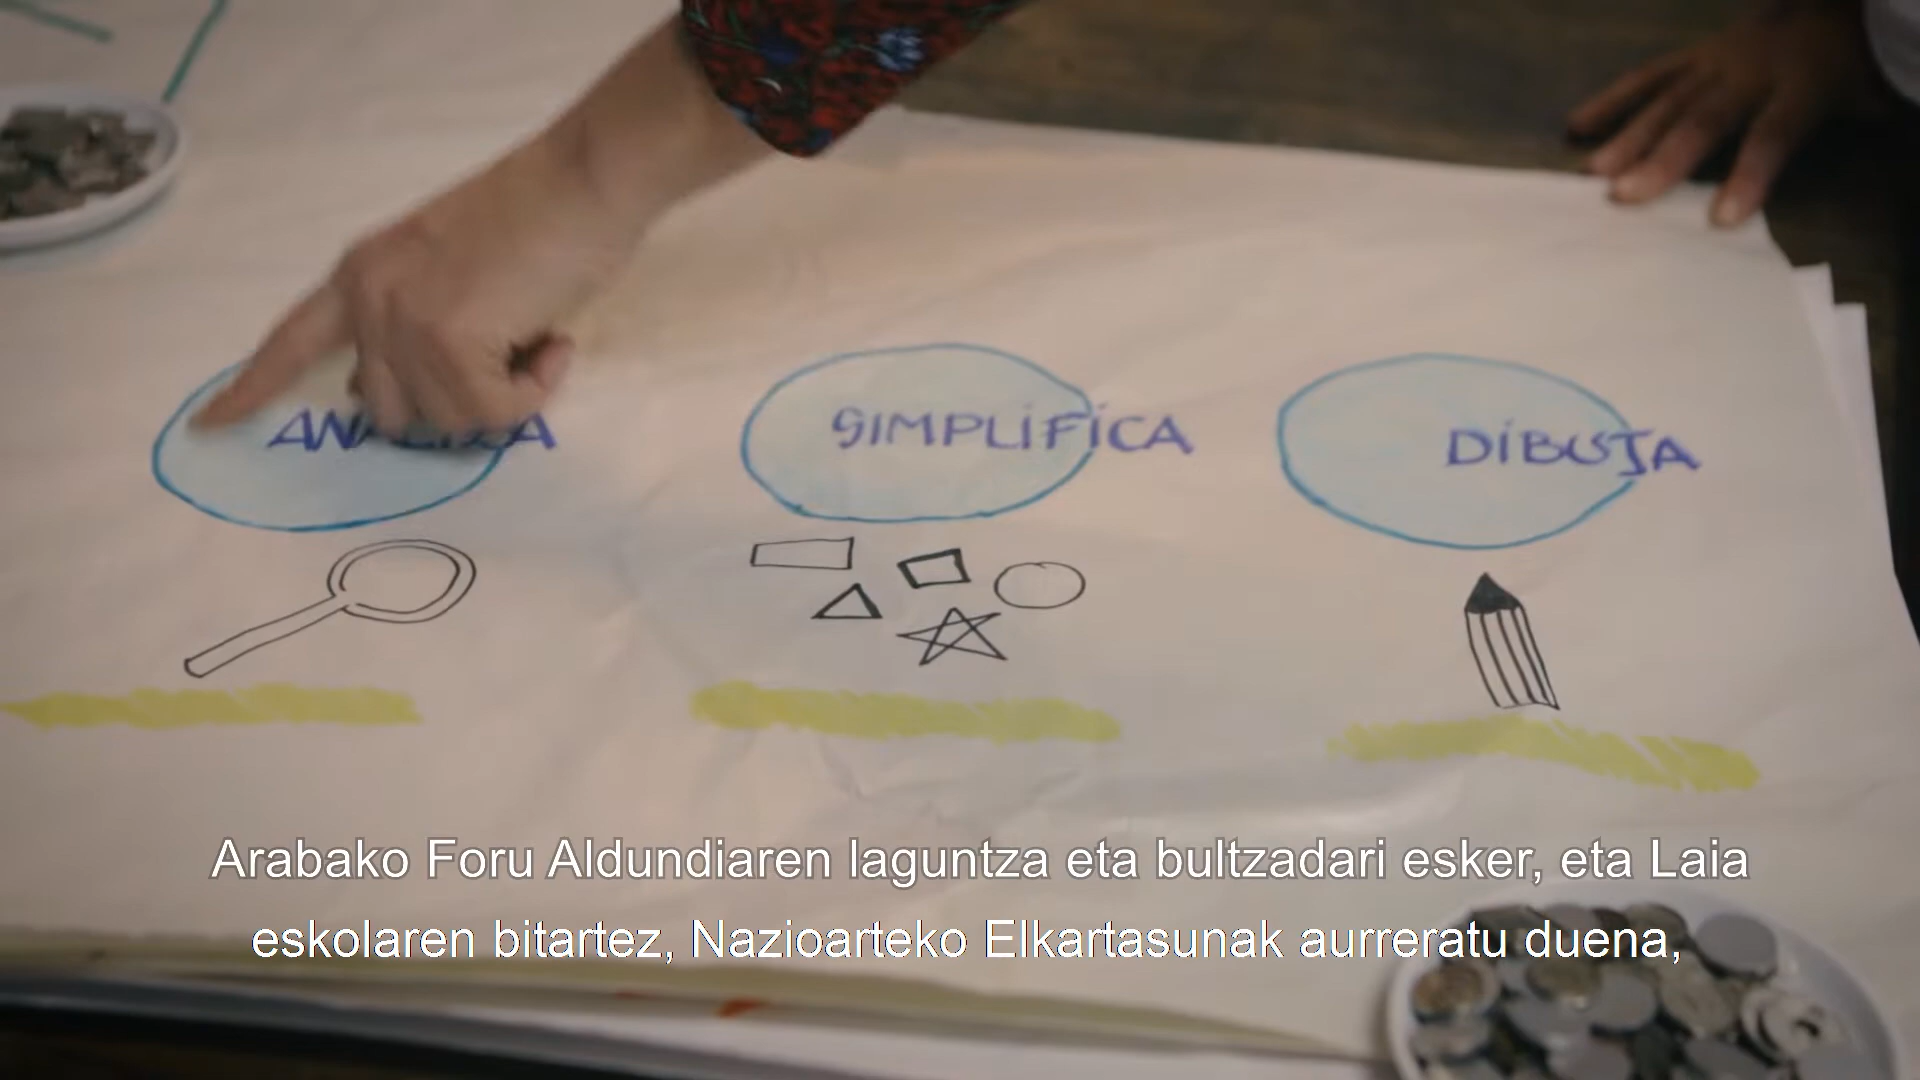 ANALIZA
SIMPLIFICA
DIBUJA
Arabako Foru Aldundiaren laguntza eta bultzadari esker, eta Laia
eskolaren bitartez, Nazioarteko Elkartasunak aurreratu duena,